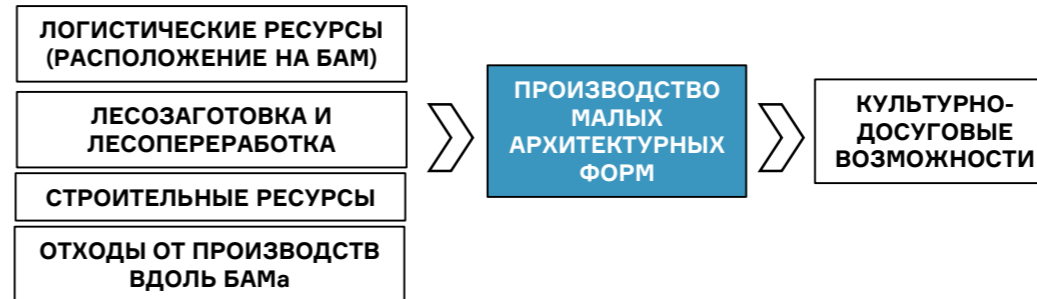 ЛОГИСТИЧЕСКИЕ РЕСУРСЫ
(РАСПОЛОЖЕНИЕ НА БАМ)
ЛЕСОЗАГОТОВКА И
ЛЕСОПЕРЕРАБОТКА
СТРОИТЕЛЬНЫЕ РЕСУРСЫ
ОТХОДЫ ОТ ПРОИЗВОДСТВ
ВДОЛЬ БАМа
ПРОИЗВОДСТВО
МАЛЫХ
АРХИТЕКТУРНЫХ
ФОРМ
КУЛЬТУРНО-
ДОСУГОВЫЕ
ВОЗМОЖНОСТИ